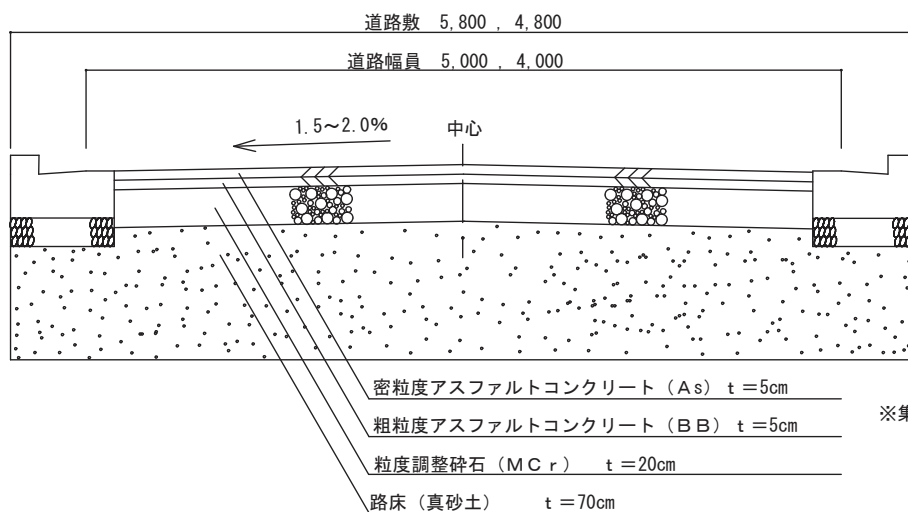 道路敷 5,800 , 4,800
道路幅員 5,000 , 4,000
1.5～2.0%
中心
密粒度アスファルトコンクリート（As） t＝5cm
※集
粗粒度アスファルトコンクリート（BB） t＝5cm
粒度調整砕石（MCr） t＝20cm
路床（真砂土） t＝70cm